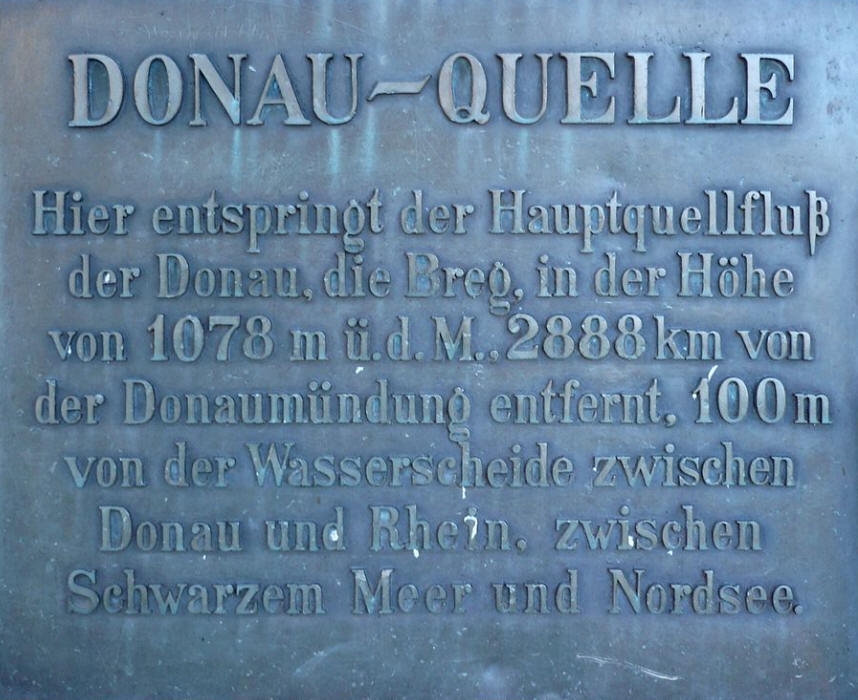 DONAU-QUELLE
Hier entspringt der Hauptquellfluß
der Donau, die Breg, in der Höhe
von 1078 m ü.d.M., 2888 km von
der Donaumündung entfernt, 100 m
von der Wasserscheide zwischen
Donau und Rhein, zwischen
Schwarzem Meer und Nordsee.